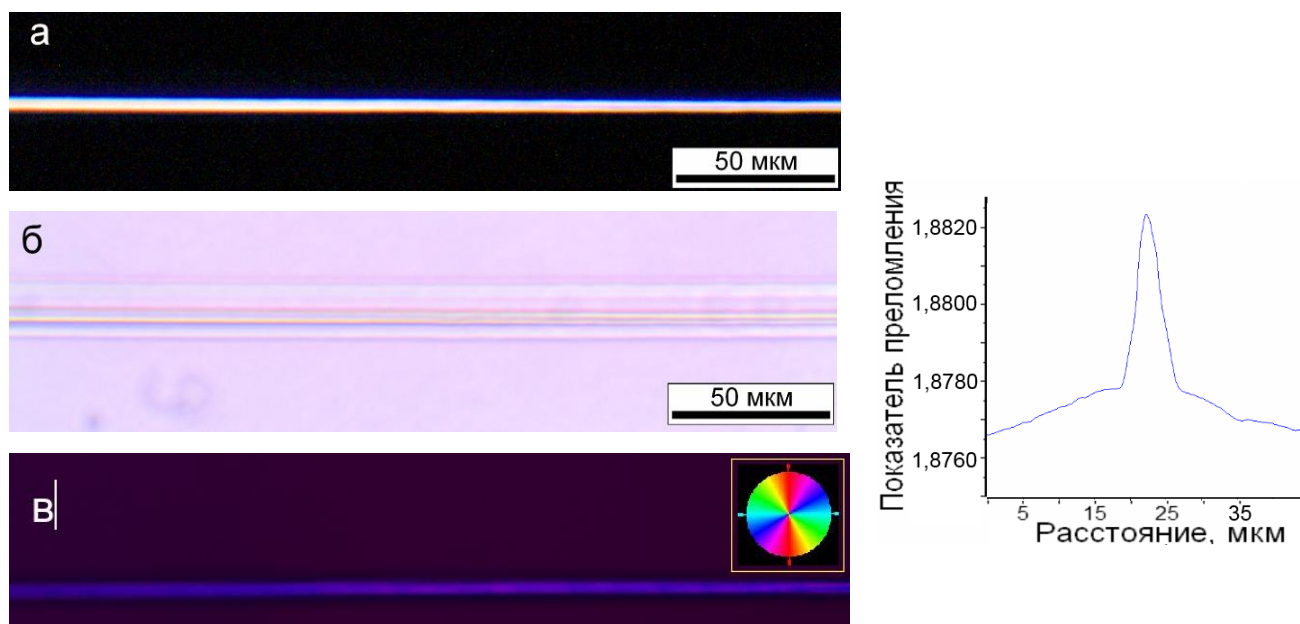 а
50 мкм
б
50 мкм
в
Показатель преломления
1,8820
1,8800
1,8780
1,8760
5 15 25 35
Расстояние, мкм